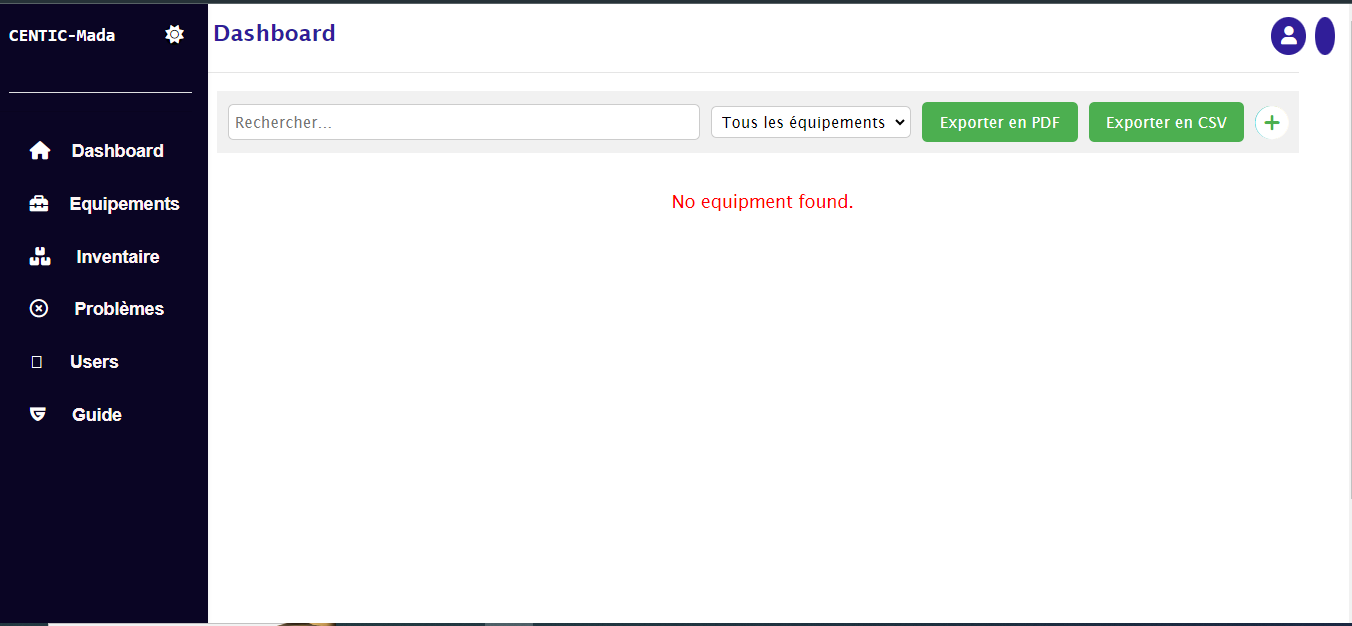 CENTIC-Mada
Dashboard
Rechercher...
Tous les équipements
Exporter en PDF
Exporter en CSV
+
No equipment found.
Dashboard
Equipements
Inventaire
Problèmes
Users
Guide